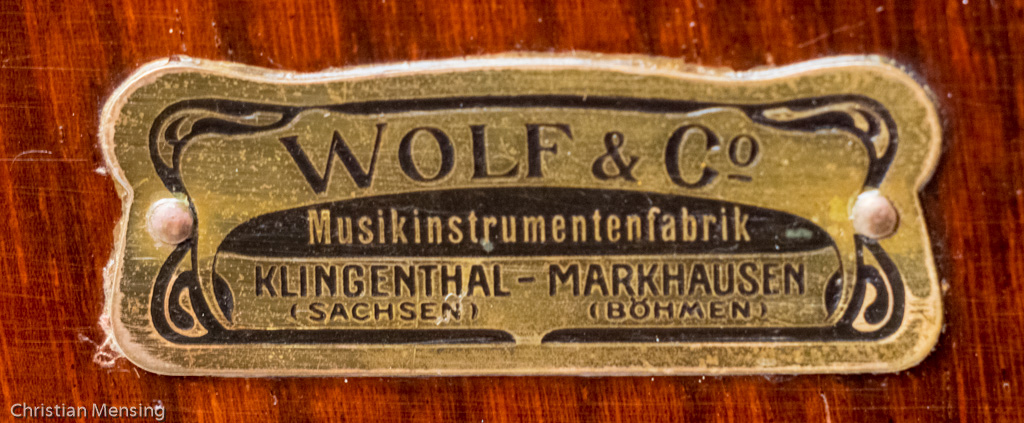 WOLF & Cº
Musikinstrumentenfabrik
KLINGENTHAL - MARKHAUSEN
(SACHSEN) (BÖHMEN)
Christian Mensing